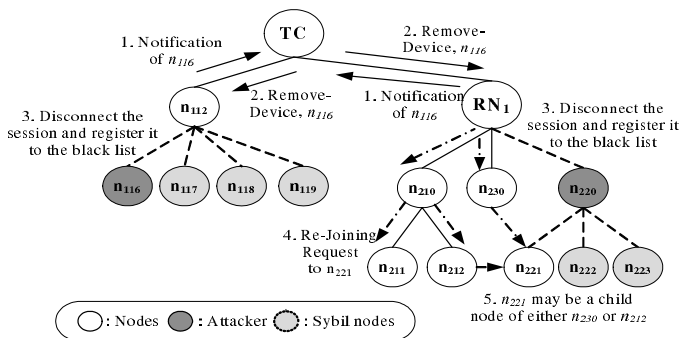 TC
1. Notification
of n116
2. Remove-
Device, n116
n112
2. Remove-
Device, n116
1. Notification
of n116
RN1
3. Disconnect the
session and register it
to the black list
3. Disconnect the
session and register it
to the black list
n116
n117
n118
n119
n210
n230
n220
4. Re-Joining
Request
to n221
n211
n212
n221
n222
n223
5. n221 may be a child
node of either n230 or n212
: Nodes
: Attacker
: Sybil nodes